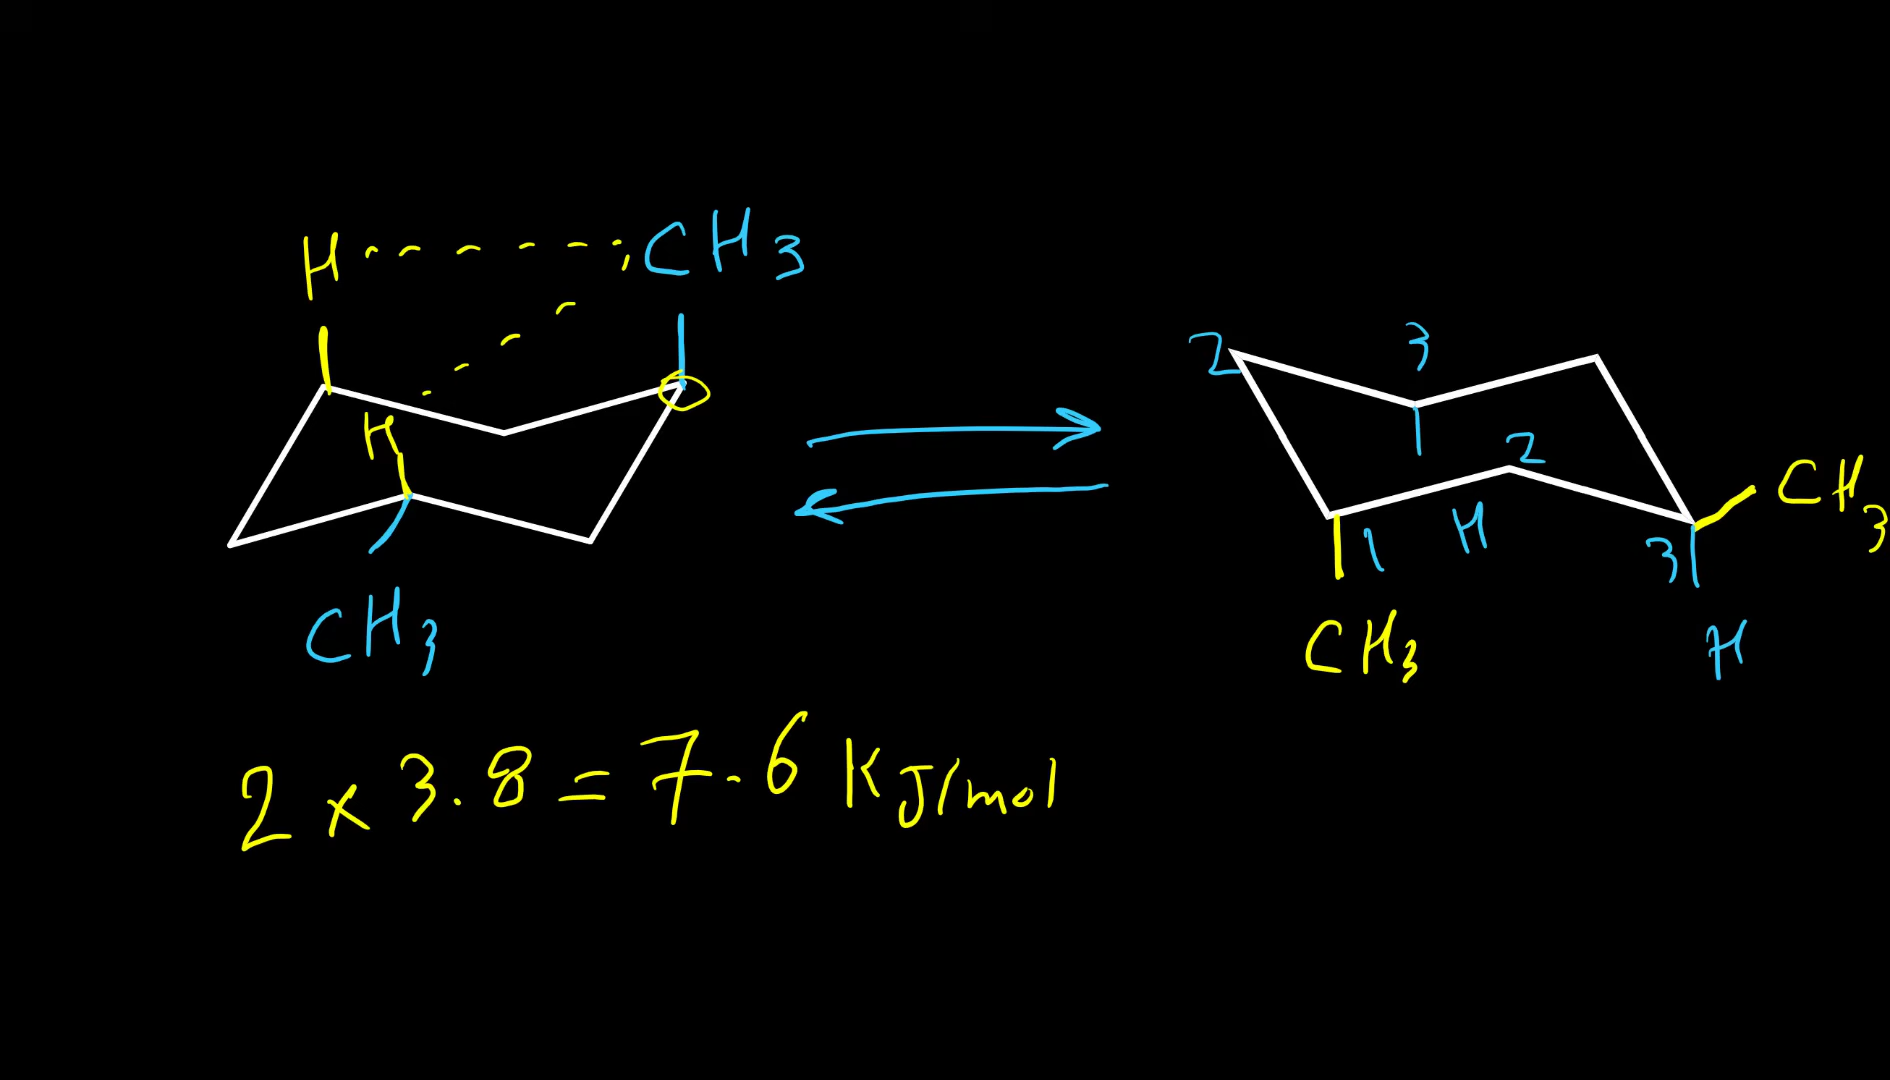 H CH3
H
CH3
2 3
2
1 H 3 CH3
CH3 H
2 × 3.8 = 7.6 KJ/mol